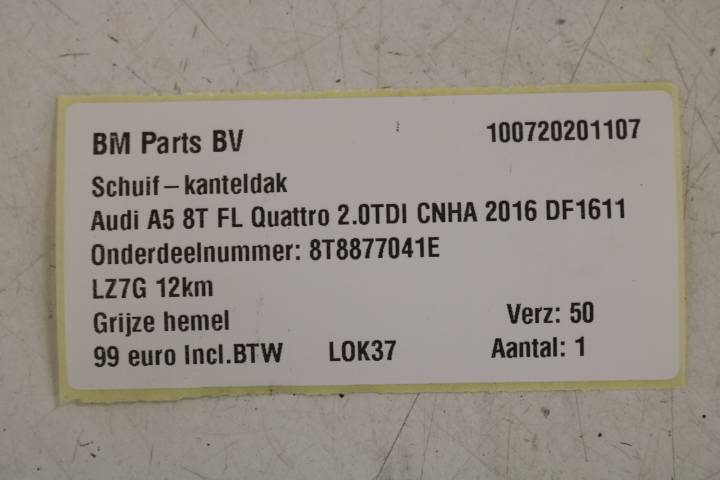 BM Parts BV 100720201107
Schuif-kanteldak
Audi A5 8T FL Quattro 2.0TDI CNHA 2016 DF1611
Onderdeelnummer: 8T8877041E
LZ7G 12km
Grijze hemel Verz: 50
99 euro Incl.BTW LOK37 Aantal: 1